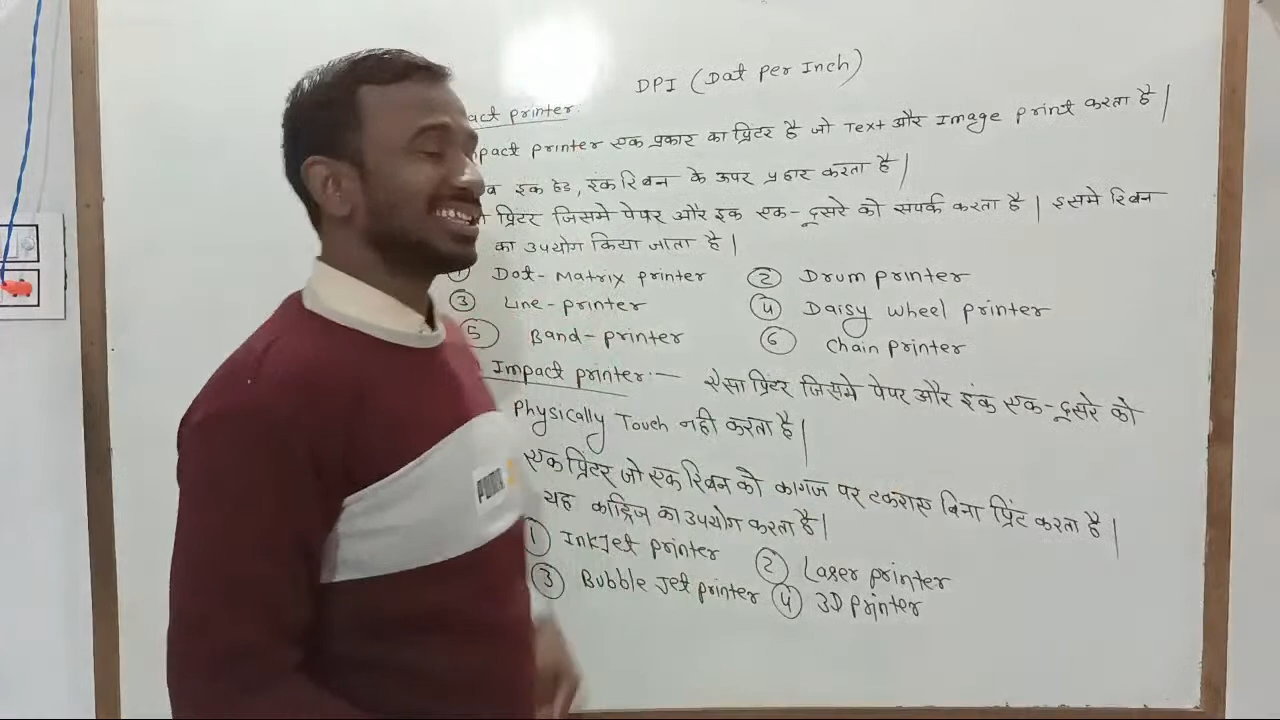 DPI (Dat Per Inch)
act printer.
pact printer एक प्रकार का प्रिंटर है जो Text और Image print करता है |
व इंक हेड, इंक रिबन के ऊपर प्रहार करता है |
प्रिंटर जिसमे पेपर और इंक एक-दूसरे को संपर्क करता है | इसमे रिबन
का उपयोग किया जाता है |
① Dot-Matrix printer ② Drum printer
③ Line-printer ④ Daisy wheel printer
⑤ Band-printer ⑥ Chain printer
Impact printer:— ऐसा प्रिंटर जिसमे पेपर और इंक एक-दूसरे को
Physically Touch नही करता है |
एक प्रिंटर जो एक रिबन को कागज पर टकराए बिना प्रिंट करता है |
यह कार्ट्रिज का उपयोग करता है |
① InkJet printer ② Laser printer
③ Bubble Jet printer ④ 3D printer